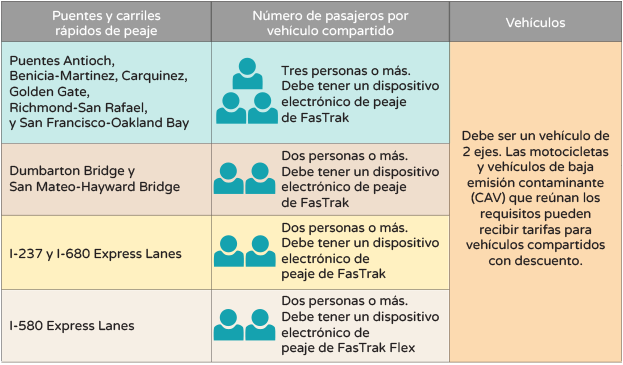 Puentes y carriles
rápidos de peaje
Número de pasajeros por
vehículo compartido
Vehículos
Puentes Antioch,
Benicia-Martinez, Carquinez,
Golden Gate,
Richmond-San Rafael,
y San Francisco-Oakland Bay
Tres personas o más.
Debe tener un dispositivo
electrónico de peaje
de FasTrak
Dumbarton Bridge y
San Mateo-Hayward Bridge
Dos personas o más.
Debe tener un dispositivo
electrónico de peaje
de FasTrak
I-237 y I-680 Express Lanes
Dos personas o más.
Debe tener un dispositivo
electrónico de
peaje de FasTrak
I-580 Express Lanes
Dos personas o más.
Debe tener un dispositivo
electrónico de
peaje de FasTrak Flex
Debe ser un vehículo de
2 ejes. Las motocicletas
y vehículos de baja
emisión contaminante
(CAV) que reúnan los
requisitos pueden
recibir tarifas para
vehículos compartidos
con descuento.